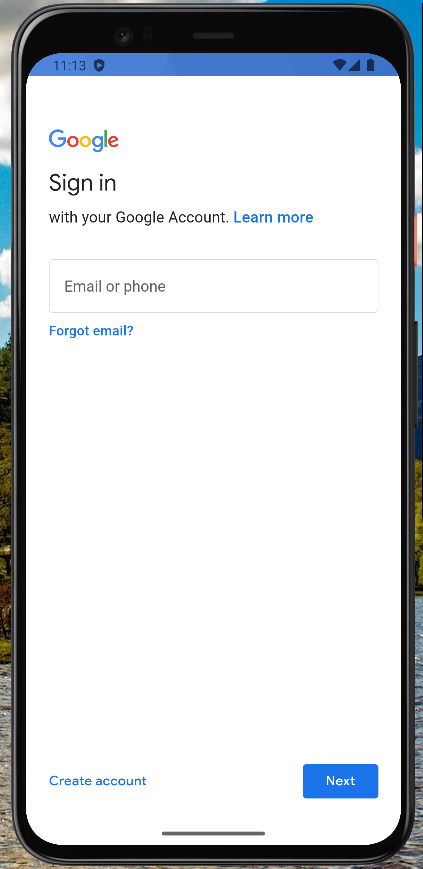 11:13
Google
Sign in
with your Google Account. Learn more
Email or phone
Forgot email?
Create account
Next